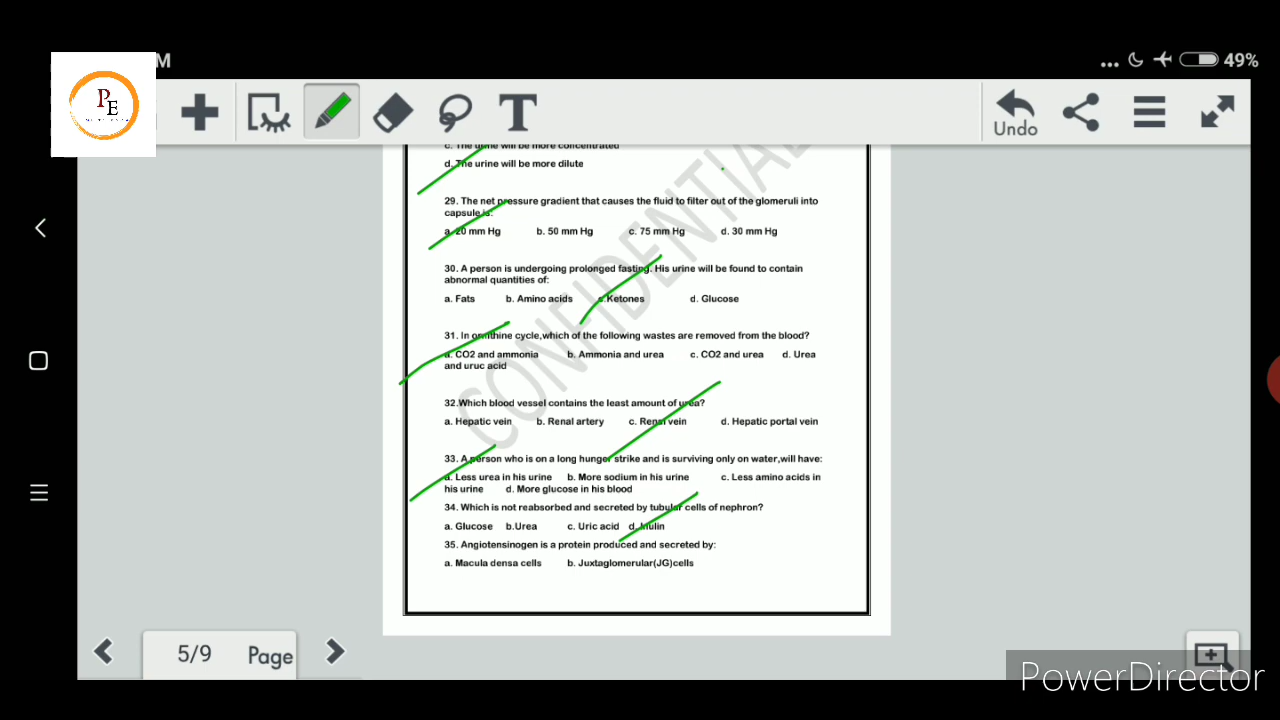 M
49%
PE
T
Undo
c. The urine will be more concentrated
d. The urine will be more dilute
29. The net pressure gradient that causes the fluid to filter out of the glomeruli into
capsule is:
a. 20 mm Hg b. 50 mm Hg c. 75 mm Hg d. 30 mm Hg
30. A person is undergoing prolonged fasting. His urine will be found to contain
abnormal quantities of:
a. Fats b. Amino acids c.Ketones d. Glucose
31. In ornithine cycle,which of the following wastes are removed from the blood?
a. CO2 and ammonia b. Ammonia and urea c. CO2 and urea d. Urea
and uruc acid
32.Which blood vessel contains the least amount of urea?
a. Hepatic vein b. Renal artery c. Renal vein d. Hepatic portal vein
33. A person who is on a long hunger strike and is surviving only on water,will have:
a. Less urea in his urine b. More sodium in his urine c. Less amino acids in
his urine d. More glucose in his blood
34. Which is not reabsorbed and secreted by tubular cells of nephron?
a. Glucose b.Urea c. Uric acid d. Inulin
35. Angiotensinogen is a protein produced and secreted by:
a. Macula densa cells b. Juxtaglomerular(JG)cells
CONFIDENTIAL
5/9 Page
PowerDirector